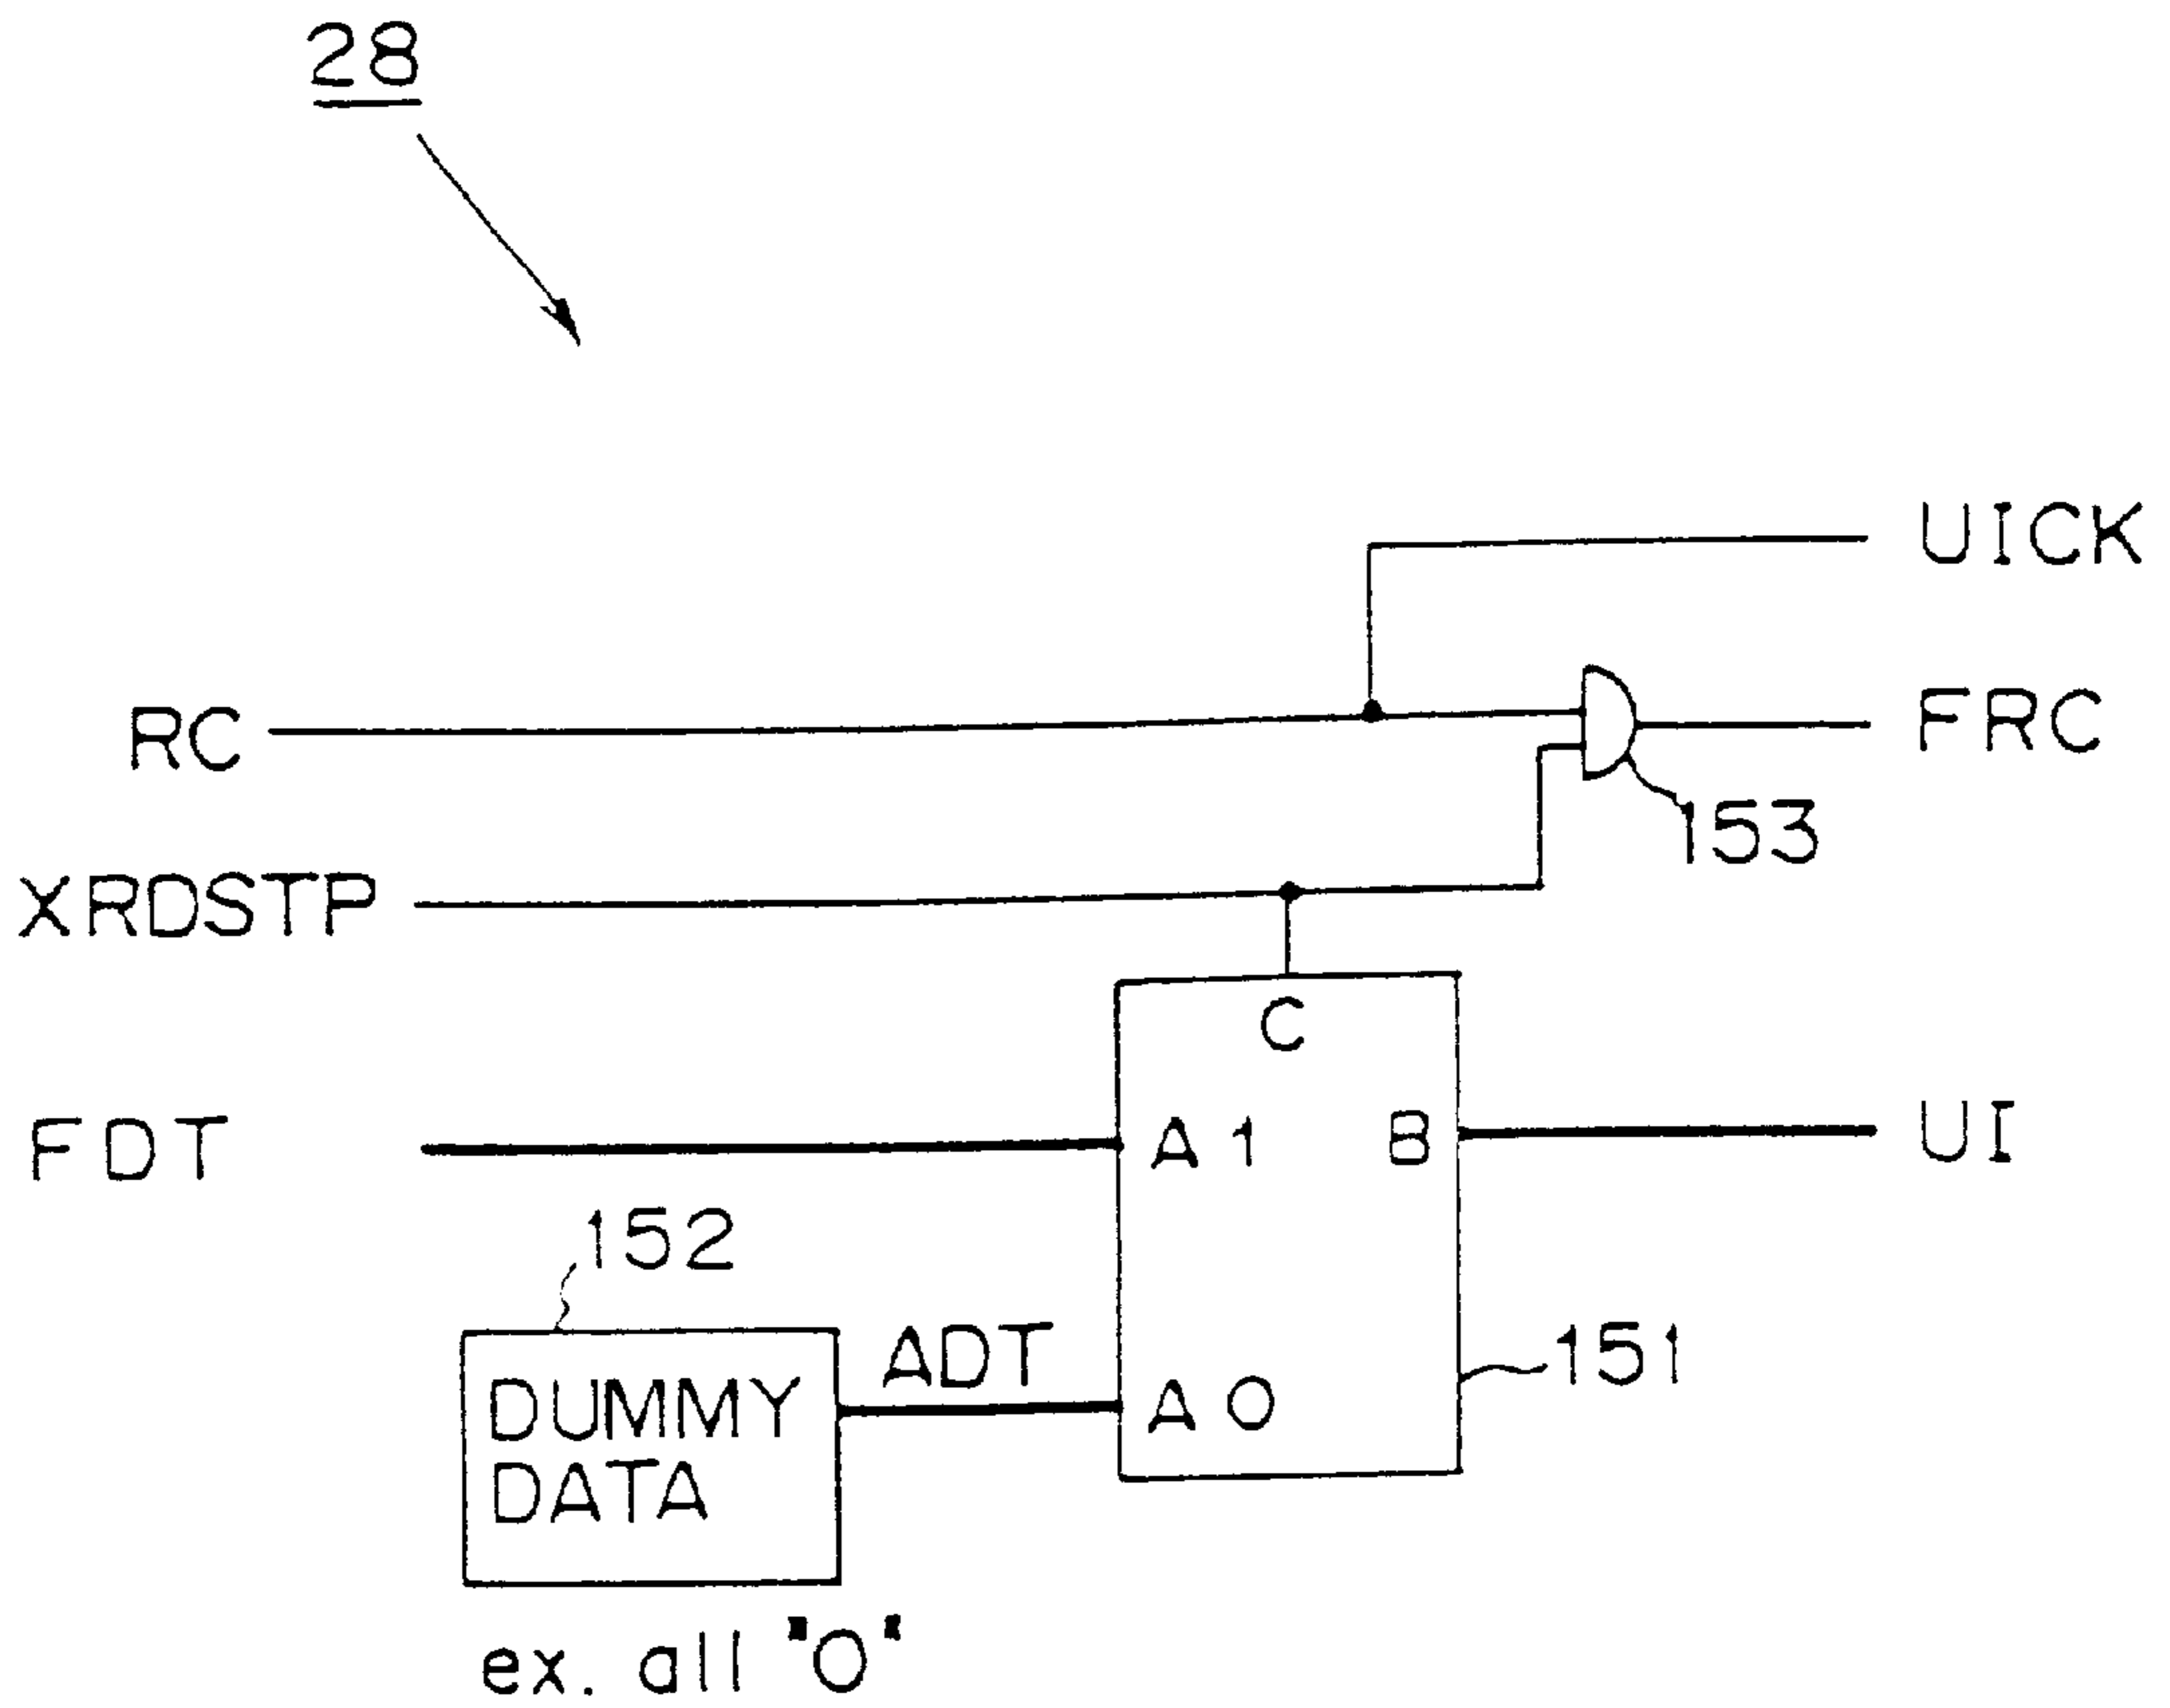 28
UICK
RC
FRC
153
XRDSTP
C
FDT
A1
B
UI
152
ADT
151
DUMMY
DATA
A0
ex. all "0"